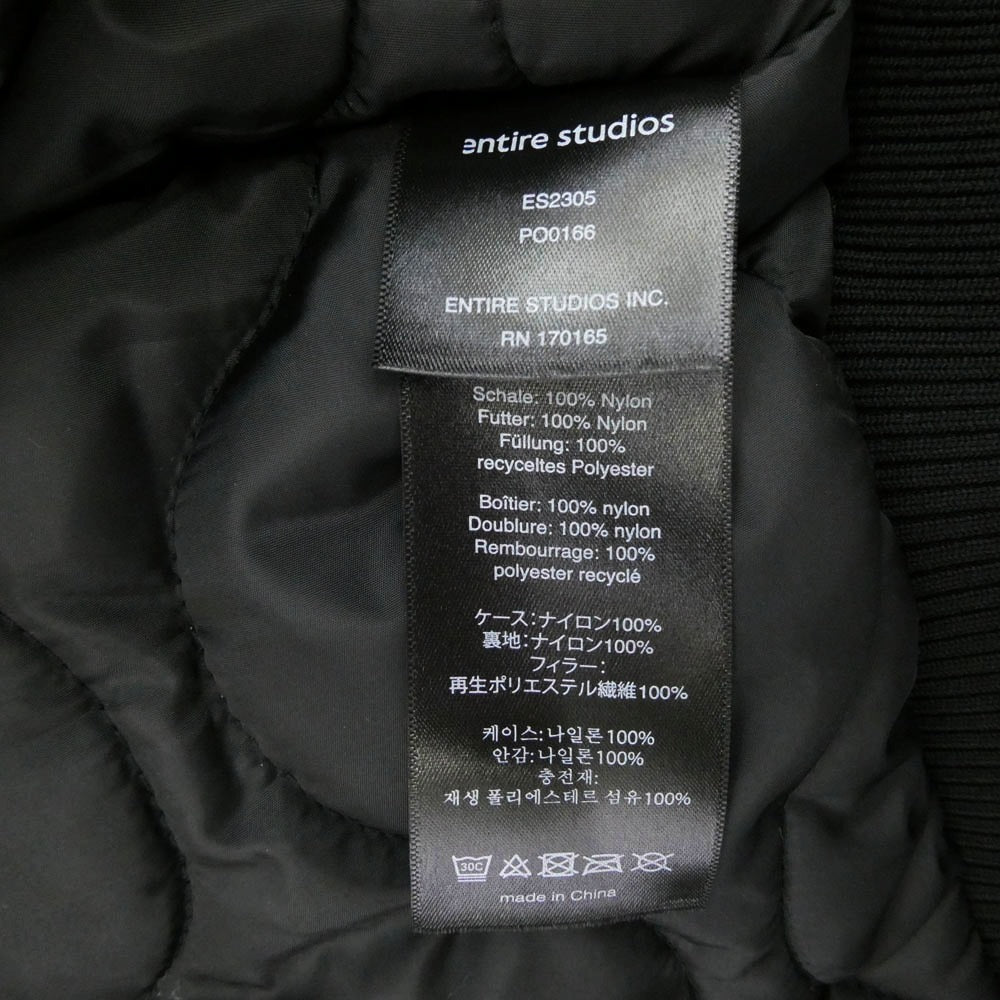 entire studios
ES2305
PO0166
ENTIRE STUDIOS INC.
RN 170165
Schale: 100% Nylon
Futter: 100% Nylon
Füllung: 100%
recyceltes Polyester
Boîtier: 100% nylon
Doublure: 100% nylon
Rembourrage: 100%
polyester recyclé
ケース:ナイロン100%
裏地:ナイロン100%
フィラー:
再生ポリエステル繊維100%
케이스:나일론100%
안감:나일론100%
충전재:
재생 폴리에스테르 섬유100%
30C
made in China